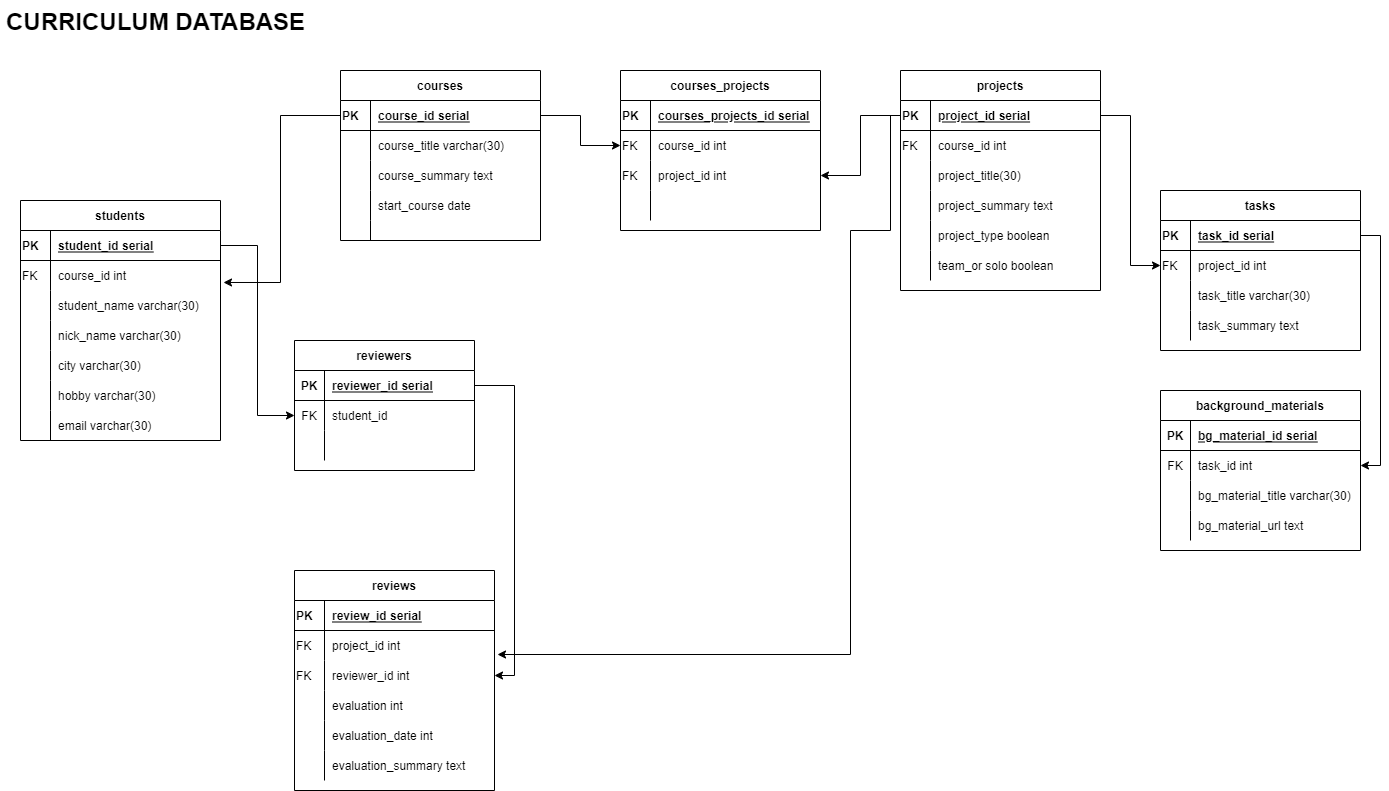 CURRICULUM DATABASE
courses
PK course_id serial
course_title varchar(30)
course_summary text
start_course date
courses_projects
PK courses_projects_id serial
FK course_id int
FK project_id int
projects
PK project_id serial
FK course_id int
project_title(30)
project_summary text
project_type boolean
team_or solo boolean
students
PK student_id serial
FK course_id int
student_name varchar(30)
nick_name varchar(30)
city varchar(30)
hobby varchar(30)
email varchar(30)
tasks
PK task_id serial
FK project_id int
task_title varchar(30)
task_summary text
reviewers
PK reviewer_id serial
FK student_id
background_materials
PK bg_material_id serial
FK task_id int
bg_material_title varchar(30)
bg_material_url text
reviews
PK review_id serial
FK project_id int
FK reviewer_id int
evaluation int
evaluation_date int
evaluation_summary text